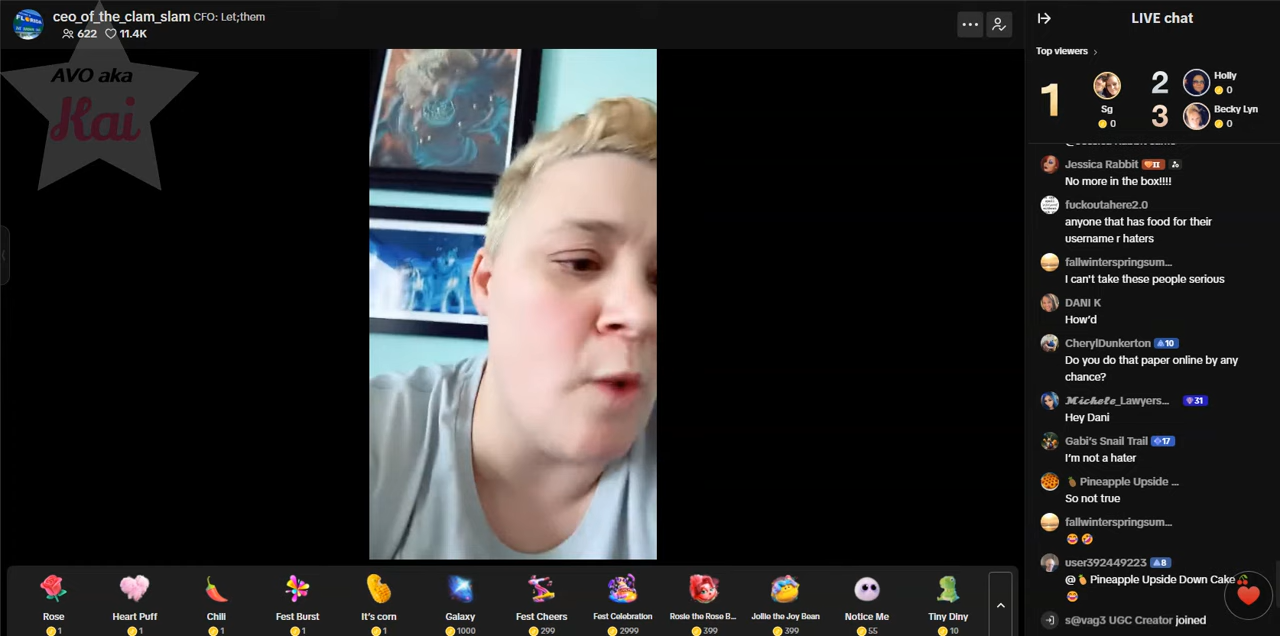 ceo_of_the_clam_slam CFO: Let;them
622 11.4K
AVO aka
Kai
LIVE chat
Top viewers
1
Sg
0
2
Holly
0
3
Becky Lyn
0
Jessica Rabbit II
No more in the box!!!!
fuckoutahere2.0
anyone that has food for their
username r haters
fallwinterspringsum...
I can't take these people serious
DANI K
How'd
CherylDunkerton 10
Do you do that paper online by any
chance?
𝓜𝓲𝓬𝓱𝓮𝓵𝓮_Lawyers... 31
Hey Dani
Gabi's Snail Trail 17
I'm not a hater
🍍 Pineapple Upside ...
So not true
fallwinterspringsum...
😆 🤣
user392449223 8
@🍍Pineapple Upside Down Cake🍒
😆
s@vag3 UGC Creator joined
Rose
1
Heart Puff
1
Chili
1
Fest Burst
1
It's corn
1
Galaxy
1000
Fest Cheers
299
Fest Celebration
2999
Rosie the Rose B...
399
Jollie the Joy Bean
399
Notice Me
55
Tiny Diny
10